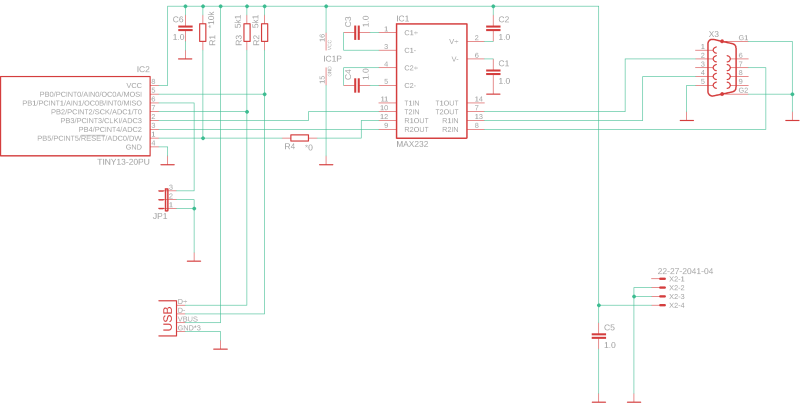 C6
1.0
*10k
R1
5k1
R3
5k1
R2
16
VCC
IC1P
GND
15
C3
1.0
C4
1.0
IC1
1 C1+
3 C1-
4 C2+
5 C2-
V+ 2
V- 6
11 T1IN T1OUT 14
10 T2IN T2OUT 7
12 R1OUT R1IN 13
9 R2OUT R2IN 8
MAX232
C2
1.0
C1
1.0
X3
G1
1
6
2
7
3
8
4
9
5
G2
IC2
VCC 8
PB0/PCINT0/AIN0/OC0A/MOSI 5
PB1/PCINT1/AIN1/OC0B/INT0/MISO 6
PB2/PCINT2/SCK/ADC1/T0 7
PB3/PCINT3/CLKI/ADC3 2
PB4/PCINT4/ADC2 3
PB5/PCINT5/RESET/ADC0/DW 1
GND 4
TINY13-20PU
R4
*0
3
2
1
JP1
USB
D+
D-
VBUS
GND*3
22-27-2041-04
X2-1
X2-2
X2-3
X2-4
C5
1.0